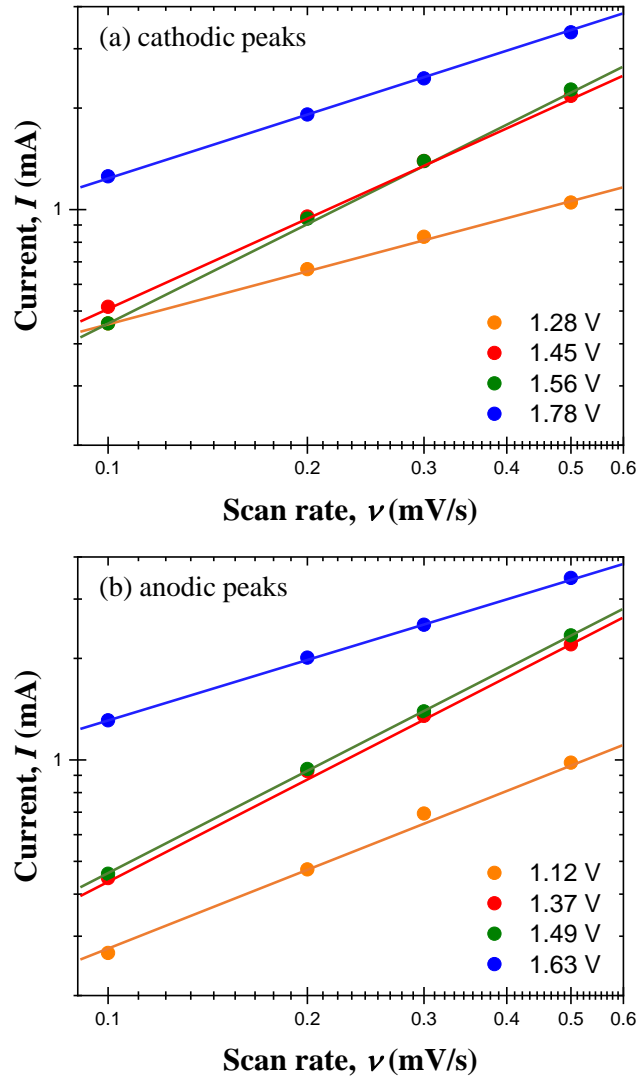 (a) cathodic peaks
Current, I (mA)
1
1.28 V
1.45 V
1.56 V
1.78 V
0.1 0.2 0.3 0.4 0.5 0.6
Scan rate, ν (mV/s)
(b) anodic peaks
Current, I (mA)
1
1.12 V
1.37 V
1.49 V
1.63 V
0.1 0.2 0.3 0.4 0.5 0.6
Scan rate, ν (mV/s)